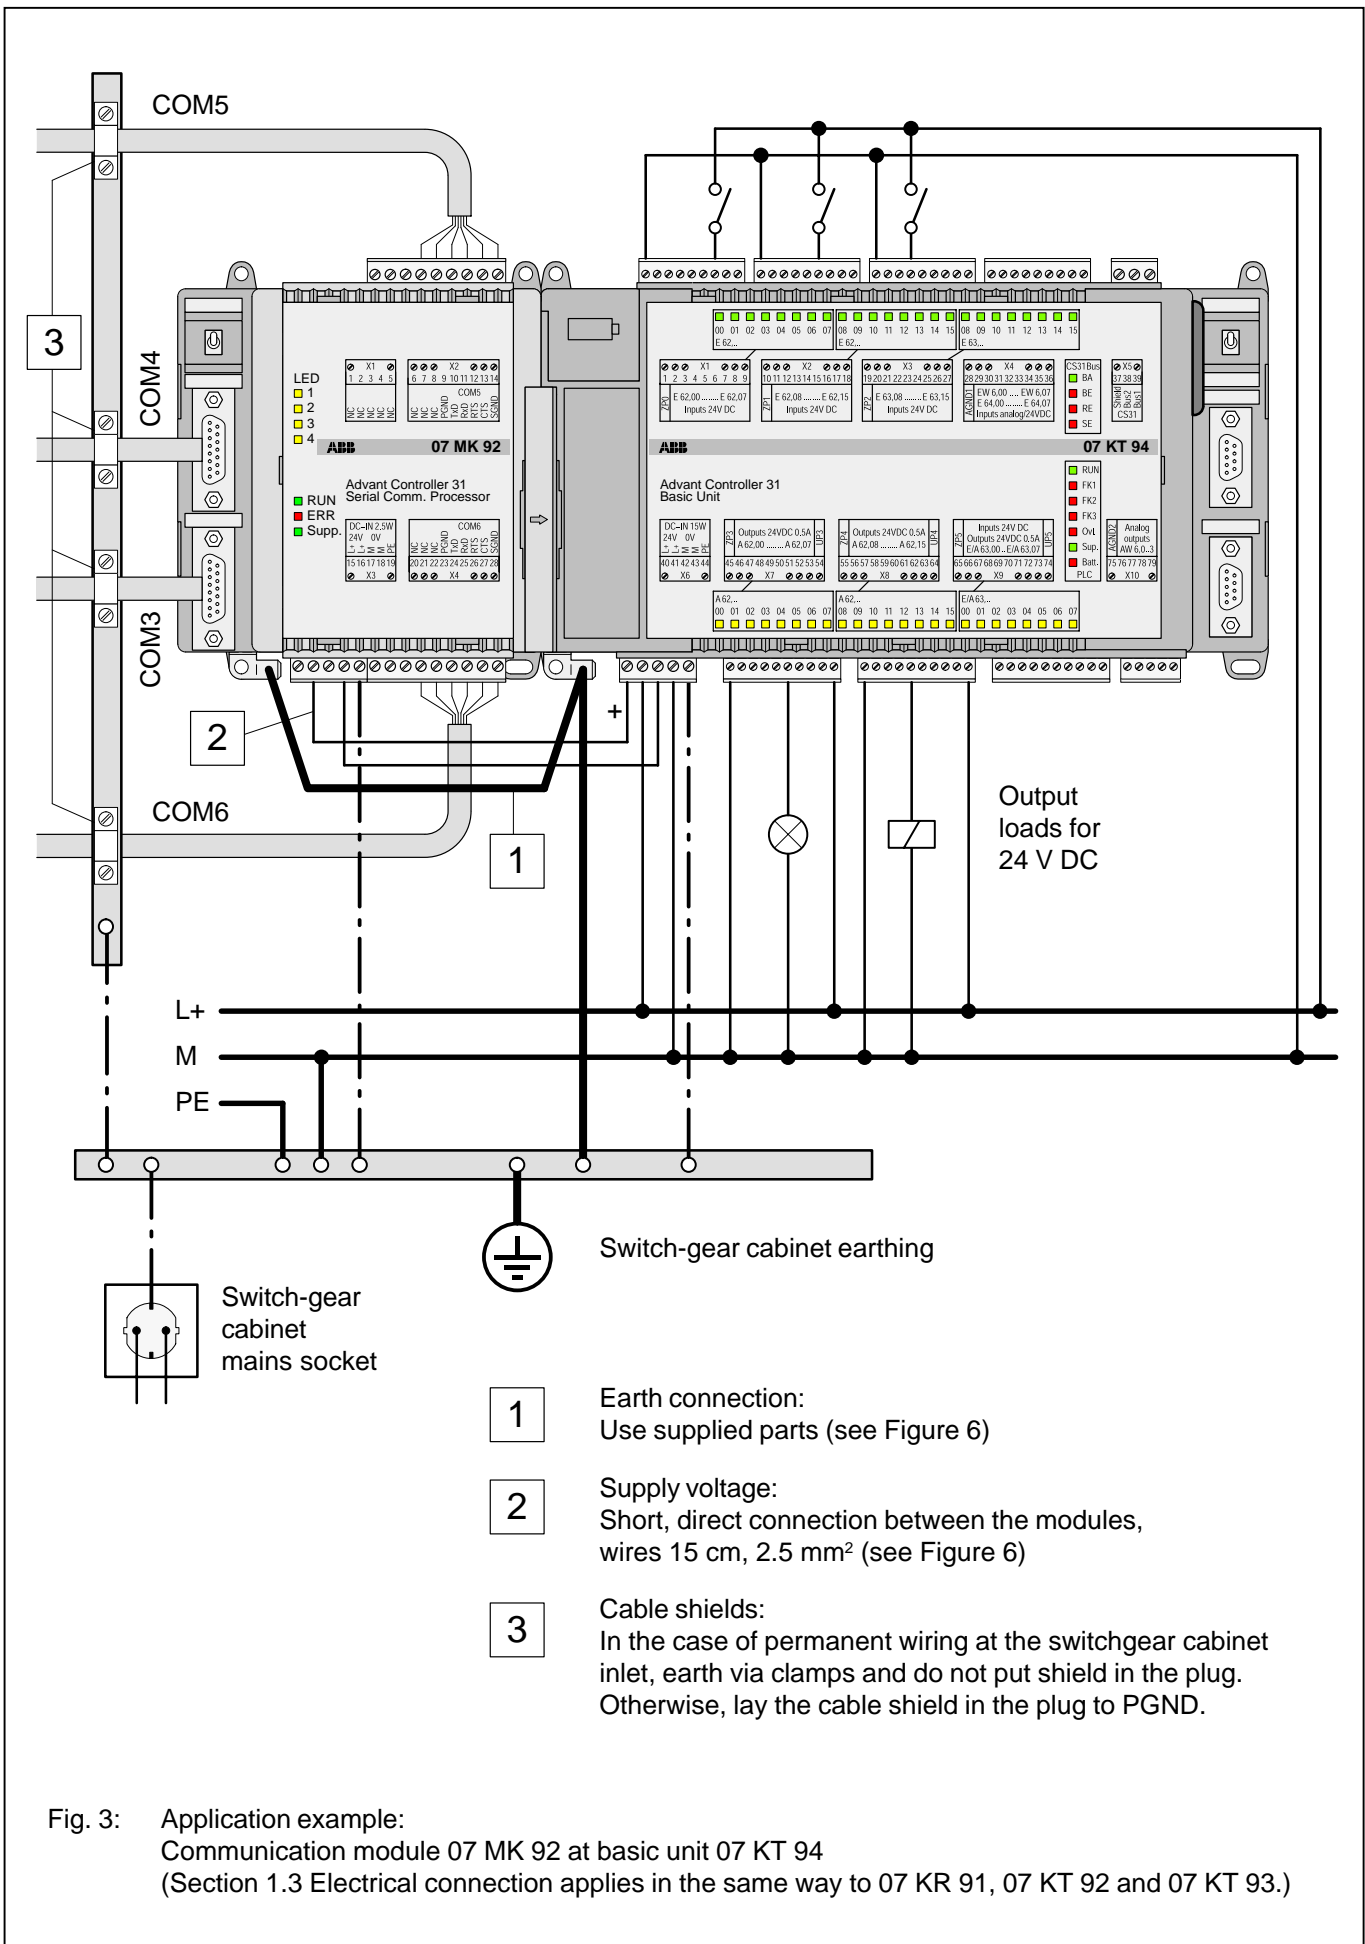 COM5
3
COM4
COM3
LED
1
2
3
4
X1
1 2 3 4 5
NC NC NC NC NC
X2
6 7 8 9 10 11 12 13 14
COM5
NC NC NC PGND TxD RxD RTS CTS SGND
ABB 07 MK 92
Advant Controller 31
Serial Comm. Processor
RUN
ERR
Supp.
DC–IN 2,5W
24V 0V
L+ L+ M M PE
15 16 17 18 19
X3
COM6
NC NC NC PGND TxD RxD RTS CTS SGND
20 21 22 23 24 25 26 27 28
X4
00 01 02 03 04 05 06 07
E 62,..
08 09 10 11 12 13 14 15
E 62,..
08 09 10 11 12 13 14 15
E 63,..
X1
1 2 3 4 5 6 7 8 9
ZP0
E 62,00 ....... E 62,07
Inputs 24V DC
X2
10 11 12 13 14 15 16 17 18
ZP1
E 62,08 ....... E 62,15
Inputs 24V DC
X3
19 20 21 22 23 24 25 26 27
ZP2
E 63,08 ....... E 63,15
Inputs 24V DC
X4
28 29 30 31 32 33 34 35 36
AGND1
EW 6,00 .... EW 6,07
E 64,00 ....... E 64,07
Inputs analog/24VDC
CS31Bus
BA
BE
RE
SE
X5
37 38 39
Shield Bus2 Bus1
CS31
ABB 07 KT 94
Advant Controller 31
Basic Unit
RUN
FK1
FK2
FK3
Ovl.
Sup.
Batt.
PLC
DC–IN 15W
24V 0V
L+ L+ M M PE
40 41 42 43 44
X6
ZP3
Outputs 24VDC 0.5A
A 62,00 ........ A 62,07
UP3
45 46 47 48 49 50 51 52 53 54
X7
ZP4
Outputs 24VDC 0.5A
A 62,08 ........ A 62,15
UP4
55 56 57 58 59 60 61 62 63 64
X8
ZP5
Inputs 24V DC
Outputs 24VDC 0.5A
E/A 63,00 .. E/A 63,07
UP5
65 66 67 68 69 70 71 72 73 74
X9
AGND2
Analog
outputs
AW 6,0..3
75 76 77 78 79
X10
A 62,..
00 01 02 03 04 05 06 07
A 62,..
08 09 10 11 12 13 14 15
E/A 63,..
00 01 02 03 04 05 06 07
2
+
COM6
1
Output
loads for
24 V DC
L+
M
PE
Switch-gear cabinet earthing
Switch-gear
cabinet
mains socket
1
Earth connection:
Use supplied parts (see Figure 6)
2
Supply voltage:
Short, direct connection between the modules,
wires 15 cm, 2.5 mm² (see Figure 6)
3
Cable shields:
In the case of permanent wiring at the switchgear cabinet
inlet, earth via clamps and do not put shield in the plug.
Otherwise, lay the cable shield in the plug to PGND.
Fig. 3: Application example:
Communication module 07 MK 92 at basic unit 07 KT 94
(Section 1.3 Electrical connection applies in the same way to 07 KR 91, 07 KT 92 and 07 KT 93.)